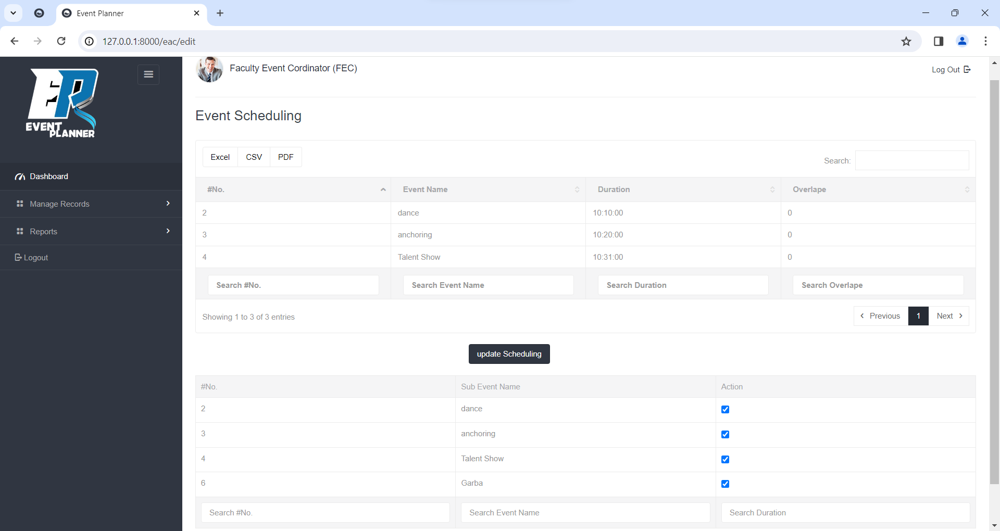 Event Planner
127.0.0.1:8000/eac/edit
EP
EVENT
PLANNER
Faculty Event Cordinator (FEC)
Log Out
Dashboard
Manage Records
Reports
Logout
Event Scheduling
Excel CSV PDF
Search:
#No. Event Name Duration Overlape
2 dance 10:10:00 0
3 anchoring 10:20:00 0
4 Talent Show 10:31:00 0
Search #No. Search Event Name Search Duration Search Overlape
Showing 1 to 3 of 3 entries
Previous 1 Next
update Scheduling
#No. Sub Event Name Action
2 dance
3 anchoring
4 Talent Show
6 Garba
Search #No. Search Event Name Search Duration